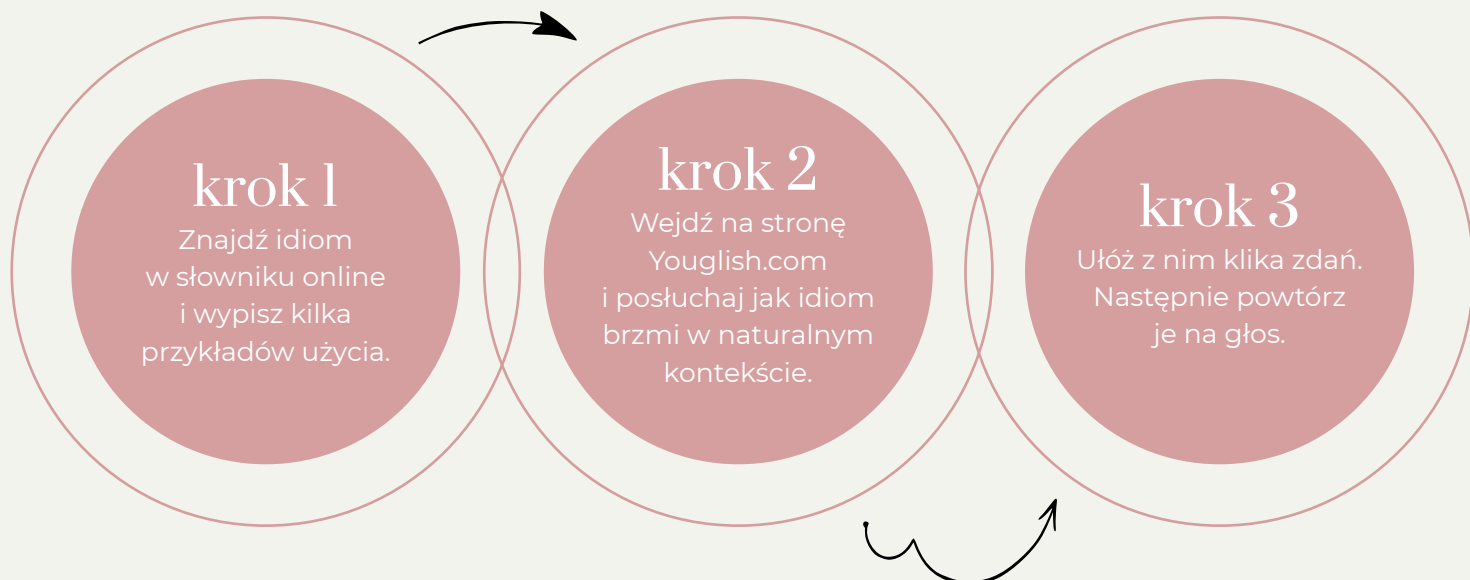 krok 1
Znajdź idiom
w słowniku online
i wypisz kilka
przykładów użycia.
krok 2
Wejdź na stronę
Youglish.com
i posłuchaj jak idiom
brzmi w naturalnym
kontekście.
krok 3
Ułóż z nim klika zdań.
Następnie powtórz
je na głos.